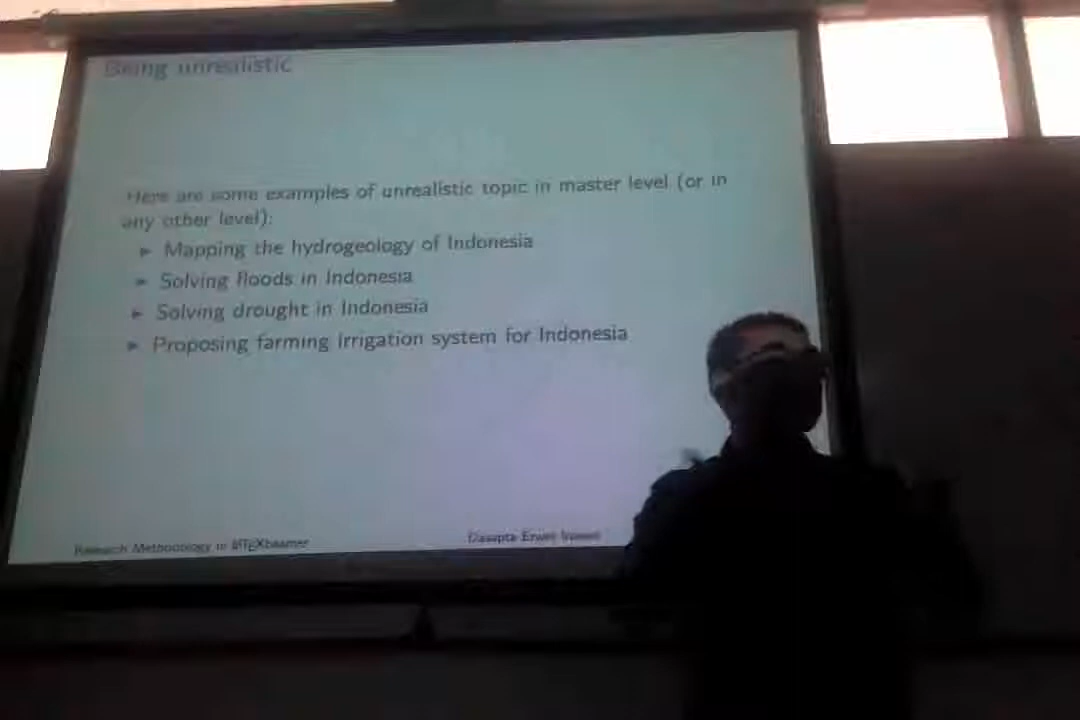 Being unrealistic
Here are some examples of unrealistic topic in master level (or in
any other level):
► Mapping the hydrogeology of Indonesia
► Solving floods in Indonesia
► Solving drought in Indonesia
► Proposing farming irrigation system for Indonesia
Research Methodology in LATEXbeamer
Dasapta Erwin Irawan